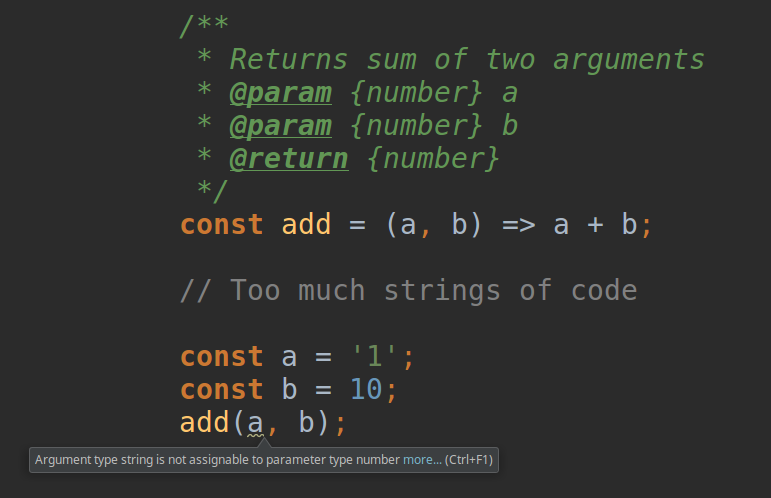 /**
* Returns sum of two arguments
* @param {number} a
* @param {number} b
* @return {number}
*/
const add = (a, b) => a + b;
// Too much strings of code
const a = '1';
const b = 10;
add(a, b);
Argument type string is not assignable to parameter type number more... (Ctrl+F1)